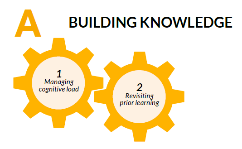 A BUILDING KNOWLEDGE
1
Managing
cognitive load
2
Revisiting
prior learning